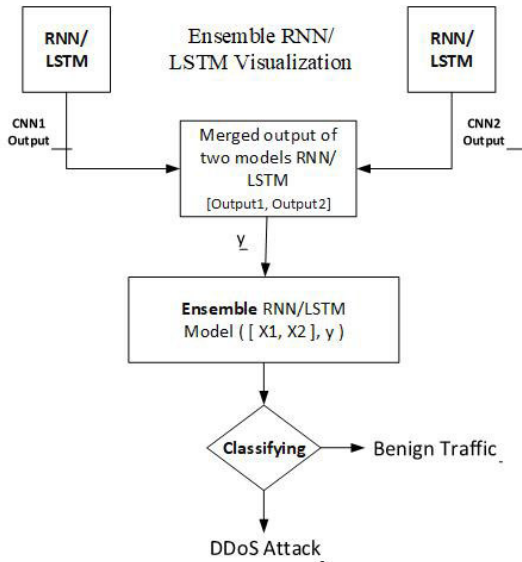 RNN/
LSTM
Ensemble RNN/
LSTM Visualization
RNN/
LSTM
CNN1
Output
CNN2
Output
Merged output of
two models RNN/
LSTM
[Output1, Output2]
y
Ensemble RNN/LSTM
Model ( [ X1, X2 ], y )
Classifying
Benign Traffic
DDoS Attack